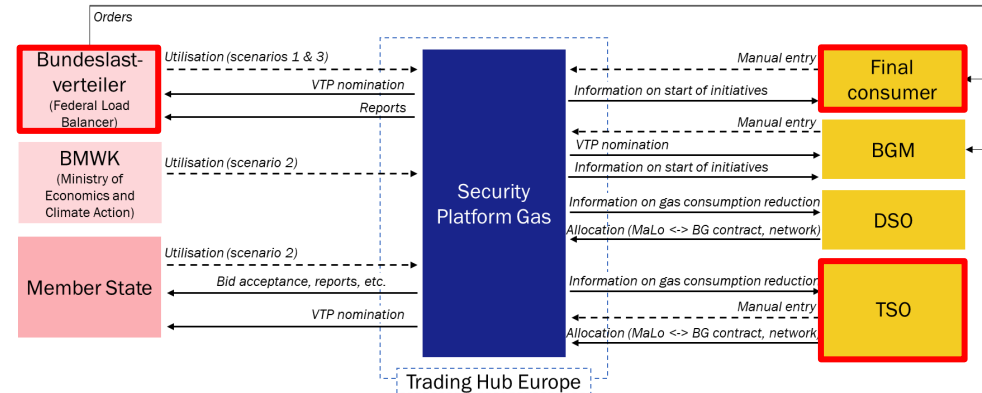 Orders
Bundeslast-
verteiler
(Federal Load
Balancer)
Utilisation (scenarios 1 & 3)
VTP nomination
Reports
BMWK
(Ministry of
Economics and
Climate Action)
Utilisation (scenario 2)
Member State
Utilisation (scenario 2)
Bid acceptance, reports, etc.
VTP nomination
Security
Platform Gas
Trading Hub Europe
Manual entry
Information on start of initiatives
Final
consumer
Manual entry
VTP nomination
Information on start of initiatives
BGM
Information on gas consumption reduction
Allocation (MaLo <-> BG contract, network)
DSO
Information on gas consumption reduction
Manual entry
Allocation (MaLo <-> BG contract, network)
TSO